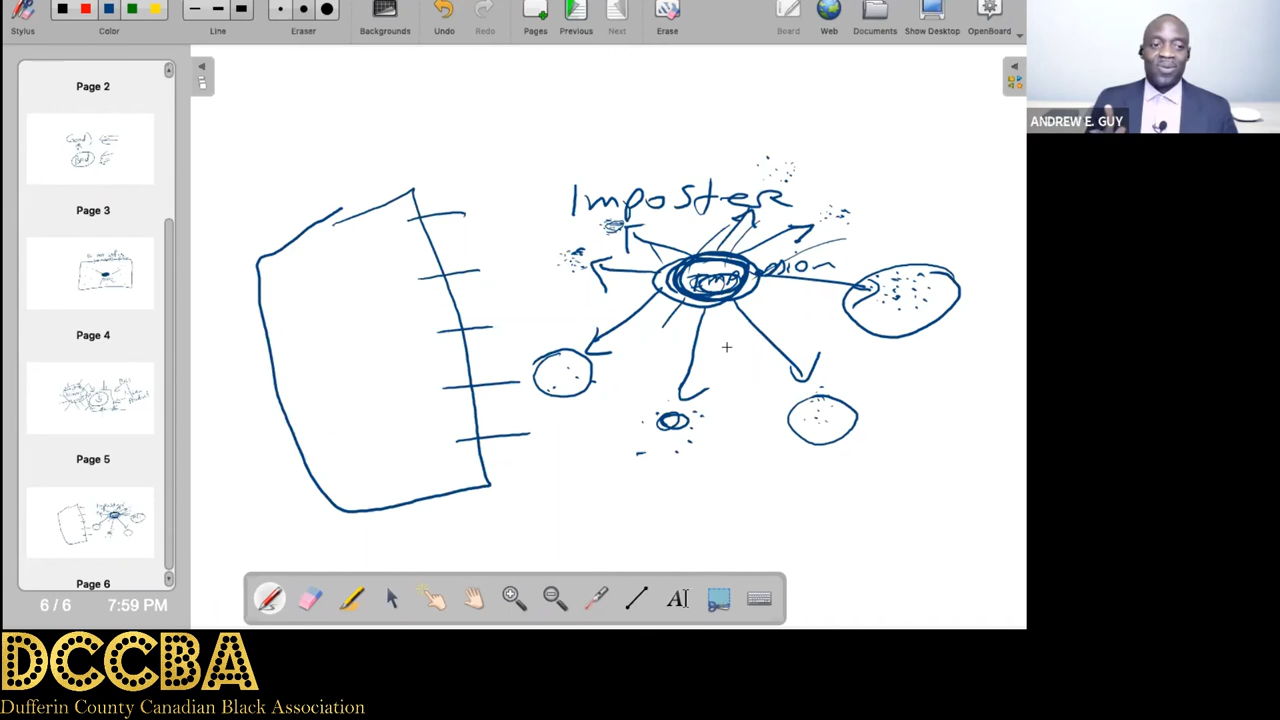 Stylus
Color
Line
Eraser
Backgrounds
Undo
Redo
Pages
Previous
Next
Erase
Board
Web
Documents
Show Desktop
OpenBoard
ANDREW E. GUY
Page 2
Good
Bad
Page 3
Page 4
Page 5
Page 6
6 / 6 7:59 PM
Imposter
DCCBA
Dufferin County Canadian Black Association